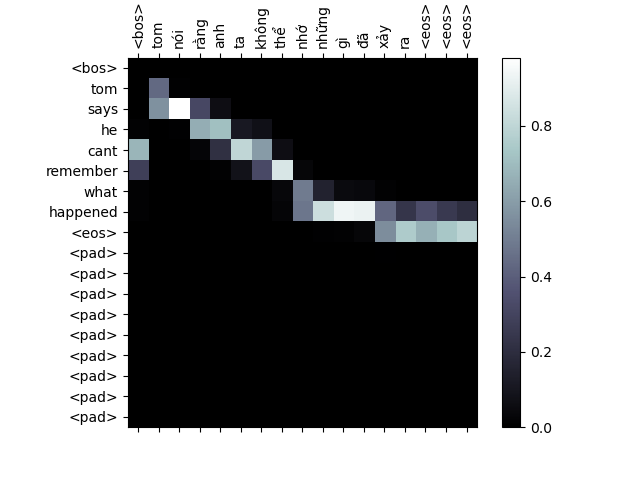 <bos> tom nói rằng anh ta không thể nhớ những gì đã xảy ra <eos> <eos> <eos>
<bos>
tom
says
he
cant
remember
what
happened
<eos>
<pad>
<pad>
<pad>
<pad>
<pad>
<pad>
<pad>
<pad>
<pad>
0.8
0.6
0.4
0.2
0.0